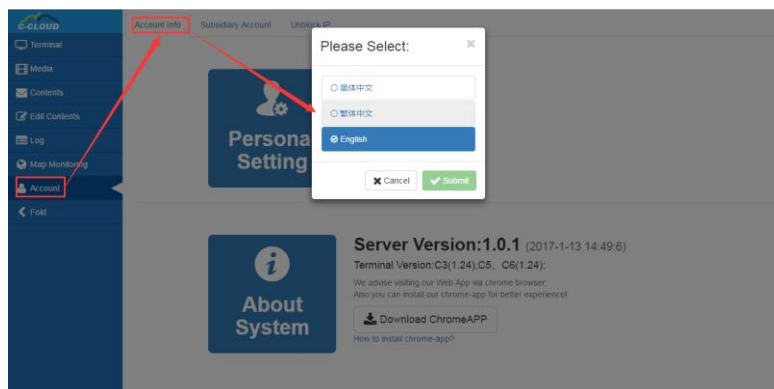 C-CLOUD
Terminal
Media
Contents
Edit Contents
Log
Map Monitoring
Account
Fold
Account Info
Subsidiary Account
Unblock IP
Please Select:
简体中文
繁体中文
English
Cancel
Submit
Persona
Setting
About
System
Server Version:1.0.1 (2017-1-13 14:49:6)
Terminal Version:C3(1.24),C5, C6(1.24);
We advise visiting our Web App via chrome browser;
Also you can install our chrome-app for better experience!
Download ChromeAPP
How to install chrome-app?